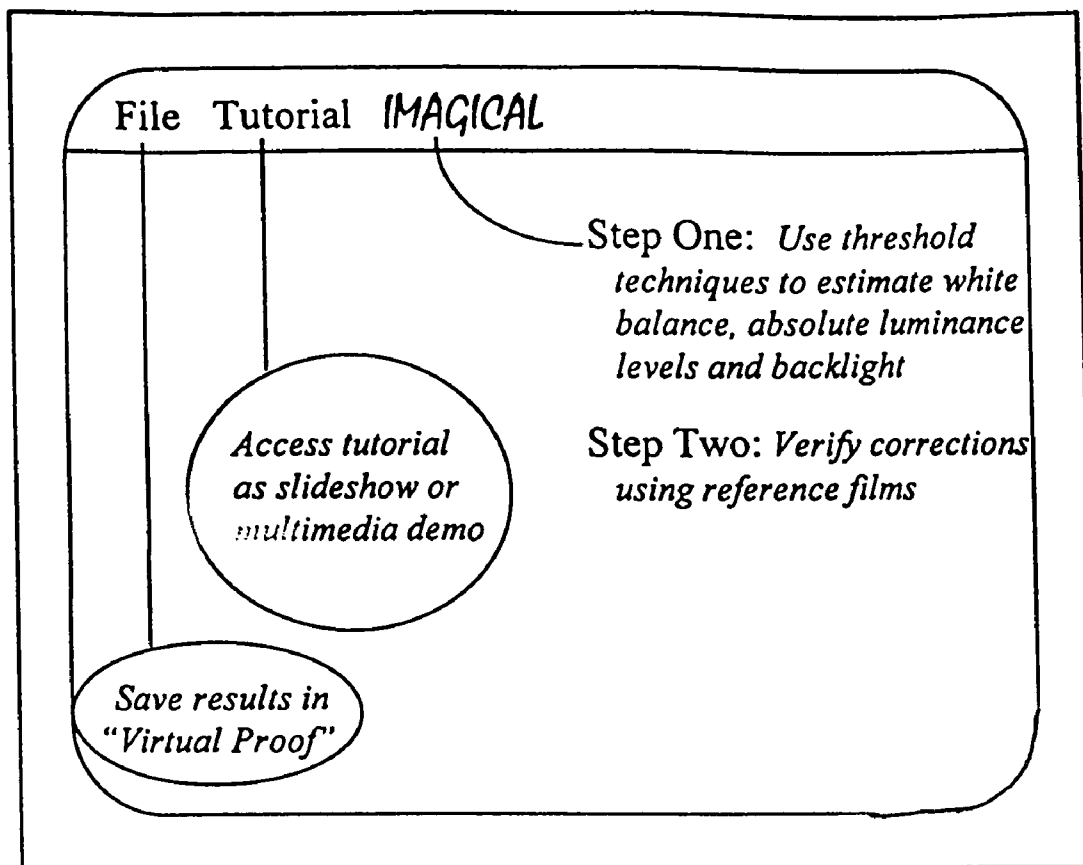 File Tutorial IMAGICAL
Step One: Use threshold
techniques to estimate white
balance, absolute luminance
levels and backlight
Step Two: Verify corrections
using reference films
Access tutorial
as slideshow or
multimedia demo
Save results in
“Virtual Proof”